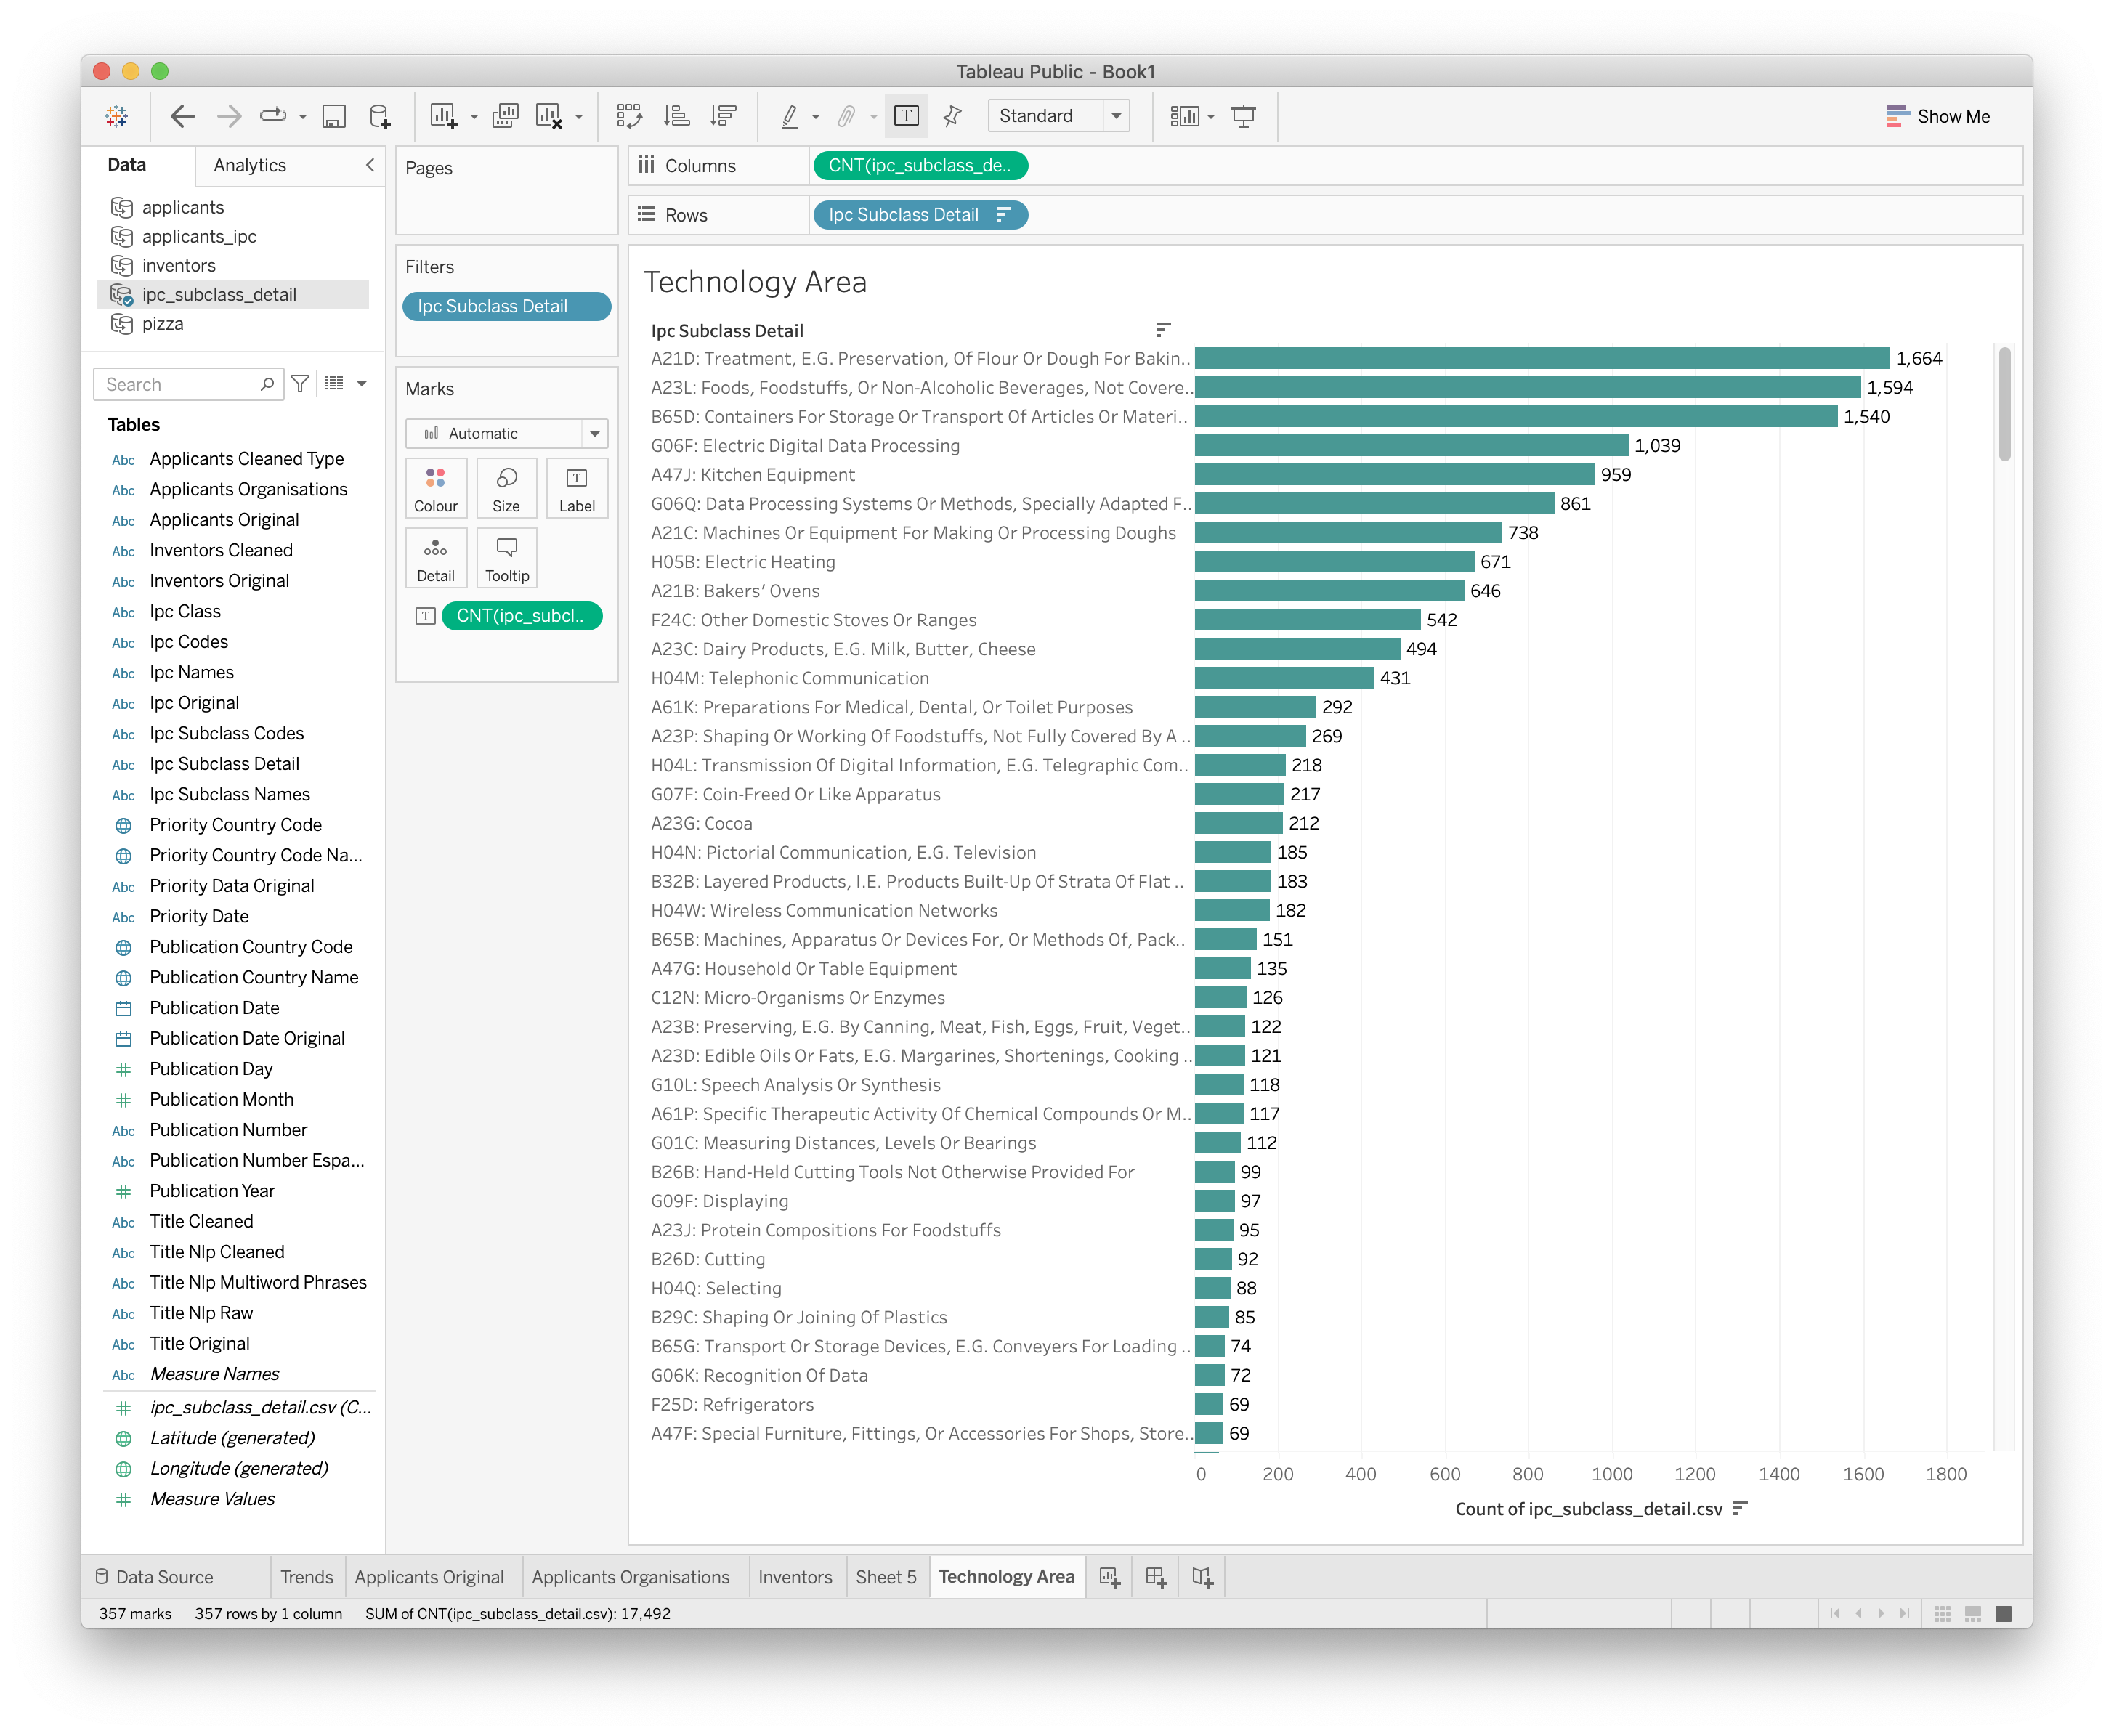 Tableau Public - Book1
Standard
Show Me
Data
Analytics
applicants
applicants_ipc
inventors
ipc_subclass_detail
pizza
Search
Tables
Abc Applicants Cleaned Type
Abc Applicants Organisations
Abc Applicants Original
Abc Inventors Cleaned
Abc Inventors Original
Abc Ipc Class
Abc Ipc Codes
Abc Ipc Names
Abc Ipc Original
Abc Ipc Subclass Codes
Abc Ipc Subclass Detail
Abc Ipc Subclass Names
Priority Country Code
Priority Country Code Na...
Abc Priority Data Original
Abc Priority Date
Publication Country Code
Publication Country Name
Publication Date
Publication Date Original
# Publication Day
# Publication Month
Abc Publication Number
Abc Publication Number Espa...
# Publication Year
Abc Title Cleaned
Abc Title Nlp Cleaned
Abc Title Nlp Multiword Phrases
Abc Title Nlp Raw
Abc Title Original
Abc Measure Names
# ipc_subclass_detail.csv (C...
Latitude (generated)
Longitude (generated)
# Measure Values
Pages
Filters
Ipc Subclass Detail
Marks
Automatic
Colour
Size
T Label
Detail
Tooltip
T CNT(ipc_subcl..
Columns
CNT(ipc_subclass_de..
Rows
Ipc Subclass Detail
Technology Area
Ipc Subclass Detail
A21D: Treatment, E.G. Preservation, Of Flour Or Dough For Bakin.. 1,664
A23L: Foods, Foodstuffs, Or Non-Alcoholic Beverages, Not Covere.. 1,594
B65D: Containers For Storage Or Transport Of Articles Or Materi.. 1,540
G06F: Electric Digital Data Processing 1,039
A47J: Kitchen Equipment 959
G06Q: Data Processing Systems Or Methods, Specially Adapted F.. 861
A21C: Machines Or Equipment For Making Or Processing Doughs 738
H05B: Electric Heating 671
A21B: Bakers’ Ovens 646
F24C: Other Domestic Stoves Or Ranges 542
A23C: Dairy Products, E.G. Milk, Butter, Cheese 494
H04M: Telephonic Communication 431
A61K: Preparations For Medical, Dental, Or Toilet Purposes 292
A23P: Shaping Or Working Of Foodstuffs, Not Fully Covered By A .. 269
H04L: Transmission Of Digital Information, E.G. Telegraphic Com.. 218
G07F: Coin-Freed Or Like Apparatus 217
A23G: Cocoa 212
H04N: Pictorial Communication, E.G. Television 185
B32B: Layered Products, I.E. Products Built-Up Of Strata Of Flat .. 183
H04W: Wireless Communication Networks 182
B65B: Machines, Apparatus Or Devices For, Or Methods Of, Pack.. 151
A47G: Household Or Table Equipment 135
C12N: Micro-Organisms Or Enzymes 126
A23B: Preserving, E.G. By Canning, Meat, Fish, Eggs, Fruit, Veget.. 122
A23D: Edible Oils Or Fats, E.G. Margarines, Shortenings, Cooking .. 121
G10L: Speech Analysis Or Synthesis 118
A61P: Specific Therapeutic Activity Of Chemical Compounds Or M.. 117
G01C: Measuring Distances, Levels Or Bearings 112
B26B: Hand-Held Cutting Tools Not Otherwise Provided For 99
G09F: Displaying 97
A23J: Protein Compositions For Foodstuffs 95
B26D: Cutting 92
H04Q: Selecting 88
B29C: Shaping Or Joining Of Plastics 85
B65G: Transport Or Storage Devices, E.G. Conveyers For Loading .. 74
G06K: Recognition Of Data 72
F25D: Refrigerators 69
A47F: Special Furniture, Fittings, Or Accessories For Shops, Store.. 69
0 200 400 600 800 1000 1200 1400 1600 1800
Count of ipc_subclass_detail.csv
Data Source Trends Applicants Original Applicants Organisations Inventors Sheet 5 Technology Area
357 marks 357 rows by 1 column SUM of CNT(ipc_subclass_detail.csv): 17,492